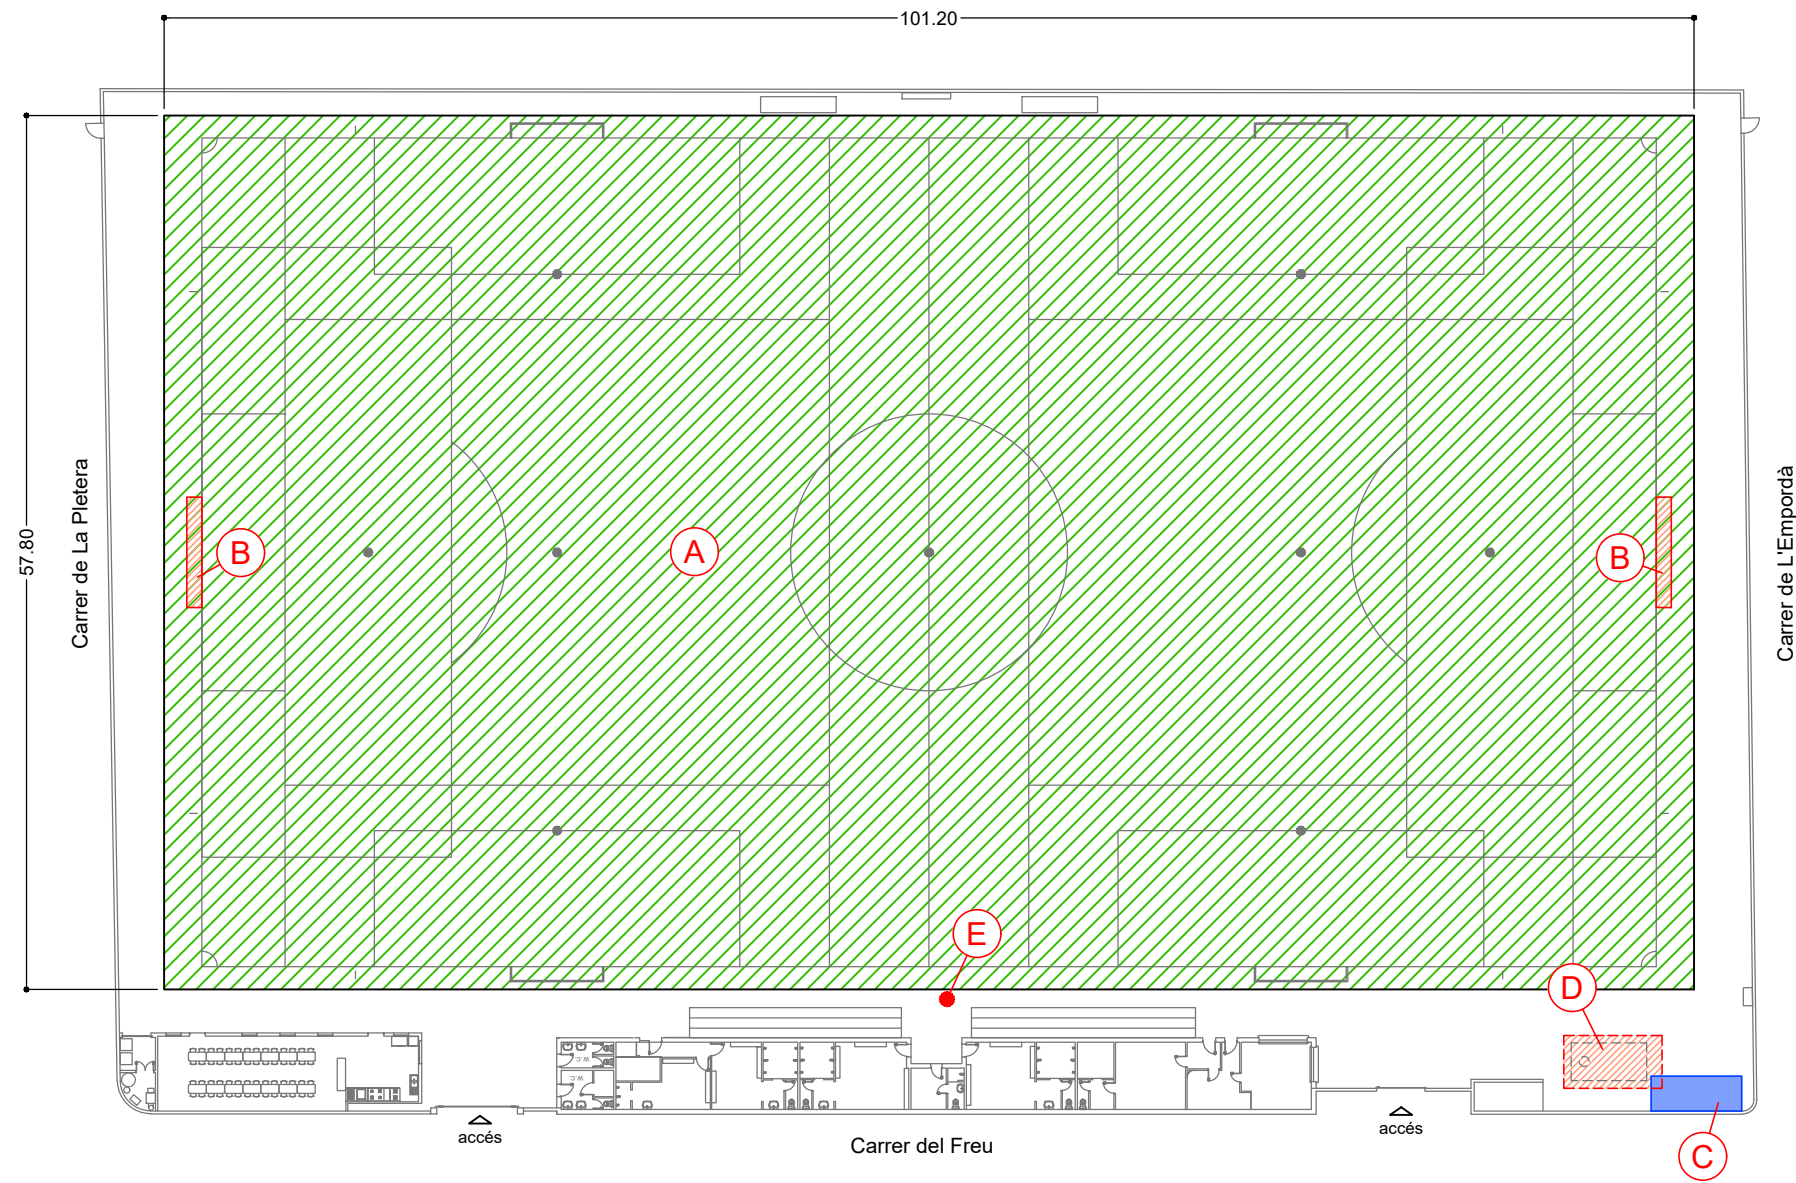 101.20
57.80
Carrer de La Pletera
Carrer de L'Empordà
B
A
B
E
D
W.C.
W.C.
accés
accés
Carrer del Freu
C